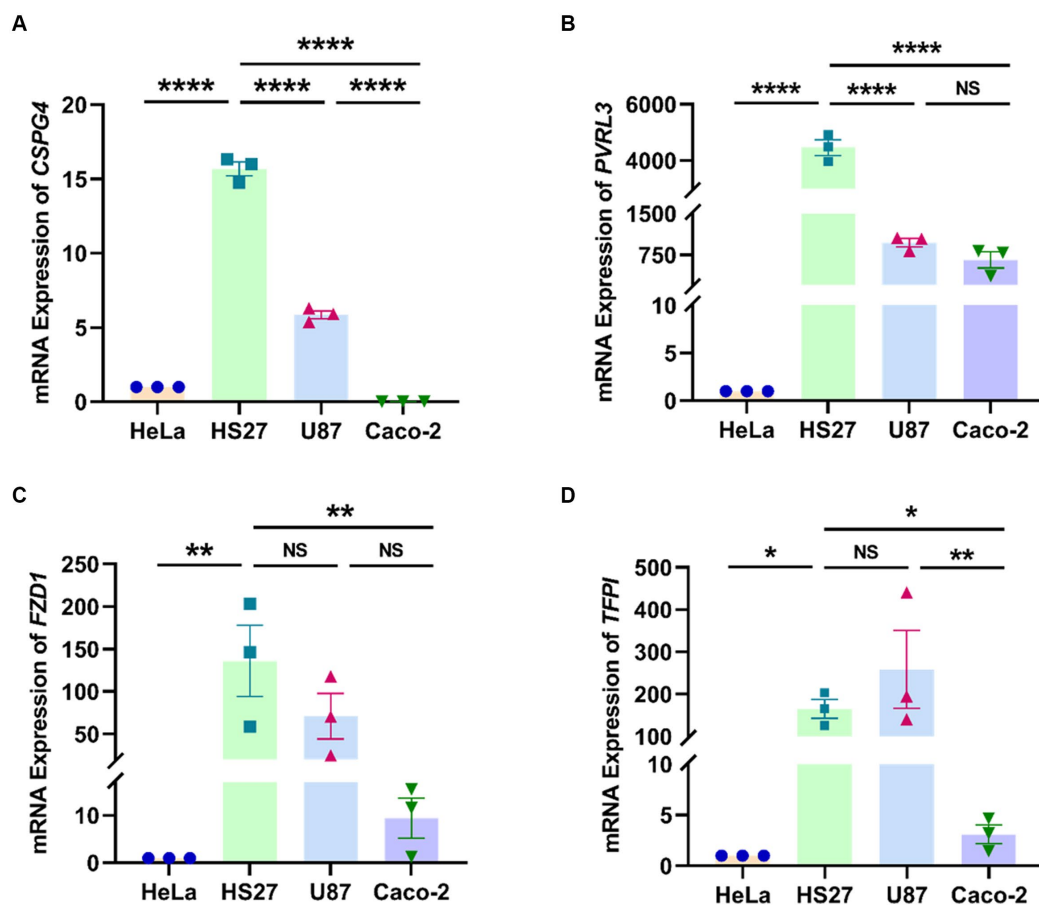 A
****
**** **** ****
mRNA Expression of CSPG4
20
15
10
5
0
HeLa HS27 U87 Caco-2
B
****
**** **** NS
mRNA Expression of PVRL3
6000
4000
1500
750
10
5
0
HeLa HS27 U87 Caco-2
C
**
** NS NS
mRNA Expression of FZD1
250
200
150
100
50
10
0
HeLa HS27 U87 Caco-2
D
*
* NS **
mRNA Expression of TFPI
500
400
300
200
100
10
5
0
HeLa HS27 U87 Caco-2